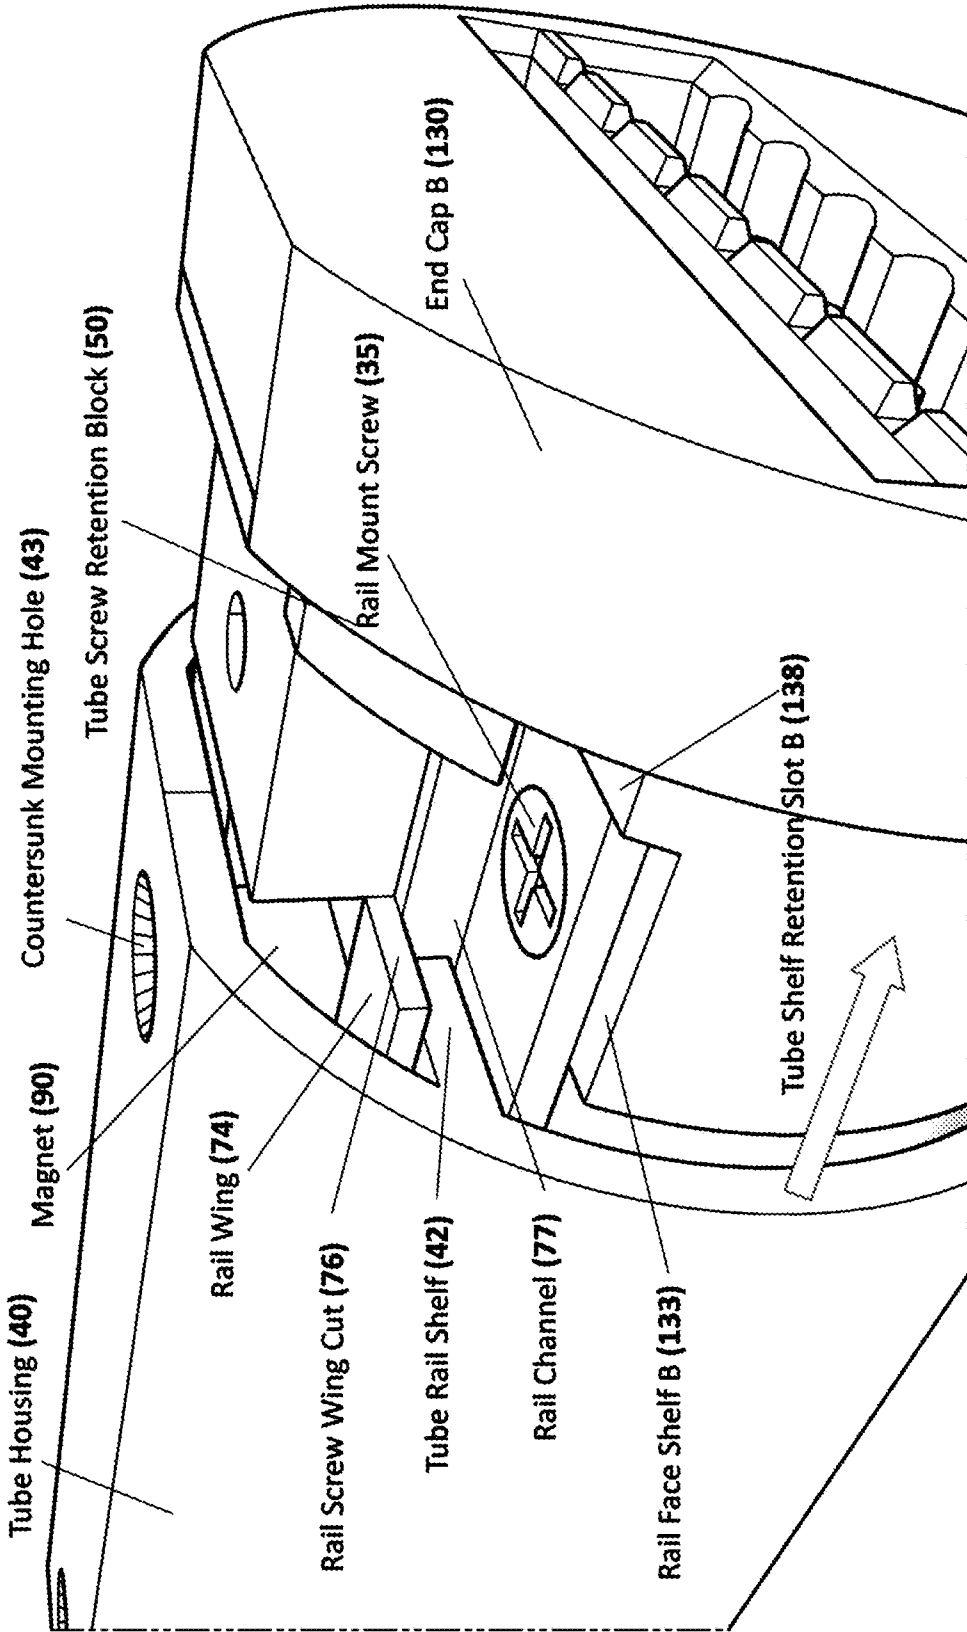 Tube Housing (40)
Magnet (90)
Countersunk Mounting Hole (43)
Tube Screw Retention Block (50)
Rail Wing (74)
Rail Screw Wing Cut (76)
Rail Mount Screw (35)
Tube Rail Shelf (42)
End Cap B (130)
Rail Channel (77)
Rail Face Shelf B (133)
Tube Shelf Retention Slot B (138)